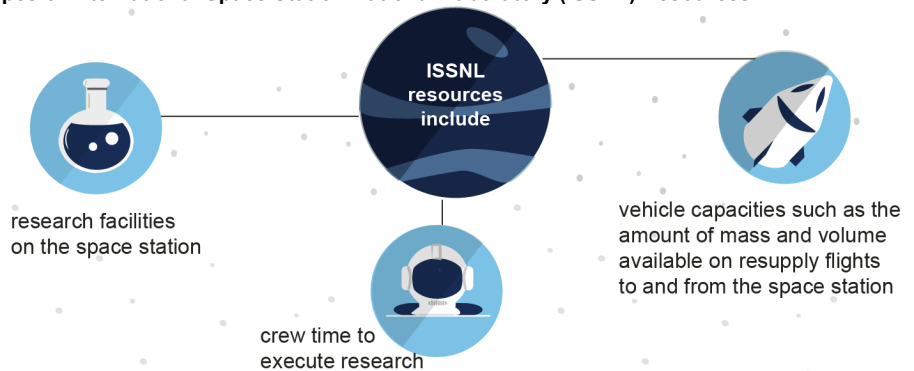 ISSNL
resources
include
research facilities
on the space station
vehicle capacities such as the
amount of mass and volume
available on resupply flights
to and from the space station
crew time to
execute research